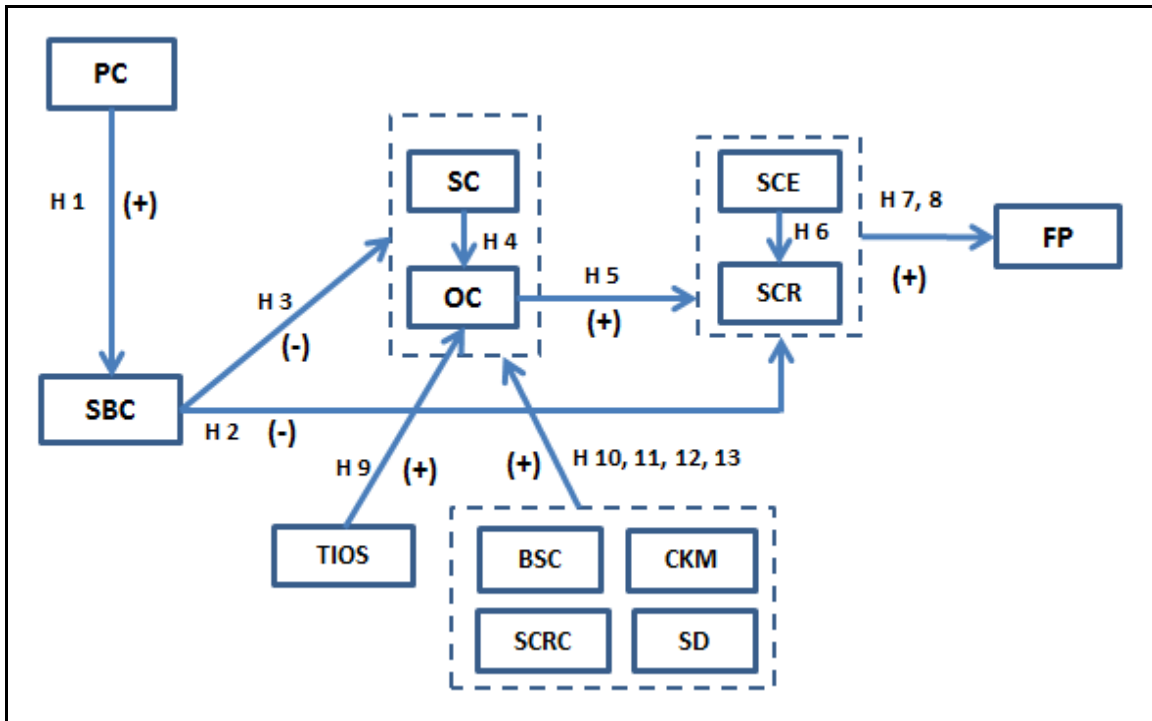 PC
H 1
(+)
SC
H 4
OC
SCE
H 6
SCR
H 7, 8
(+)
FP
H 3
(-)
H 5
(+)
SBC
H 2
(-)
H 9
(+)
(+)
H 10, 11, 12, 13
TIOS
BSC
CKM
SCRC
SD